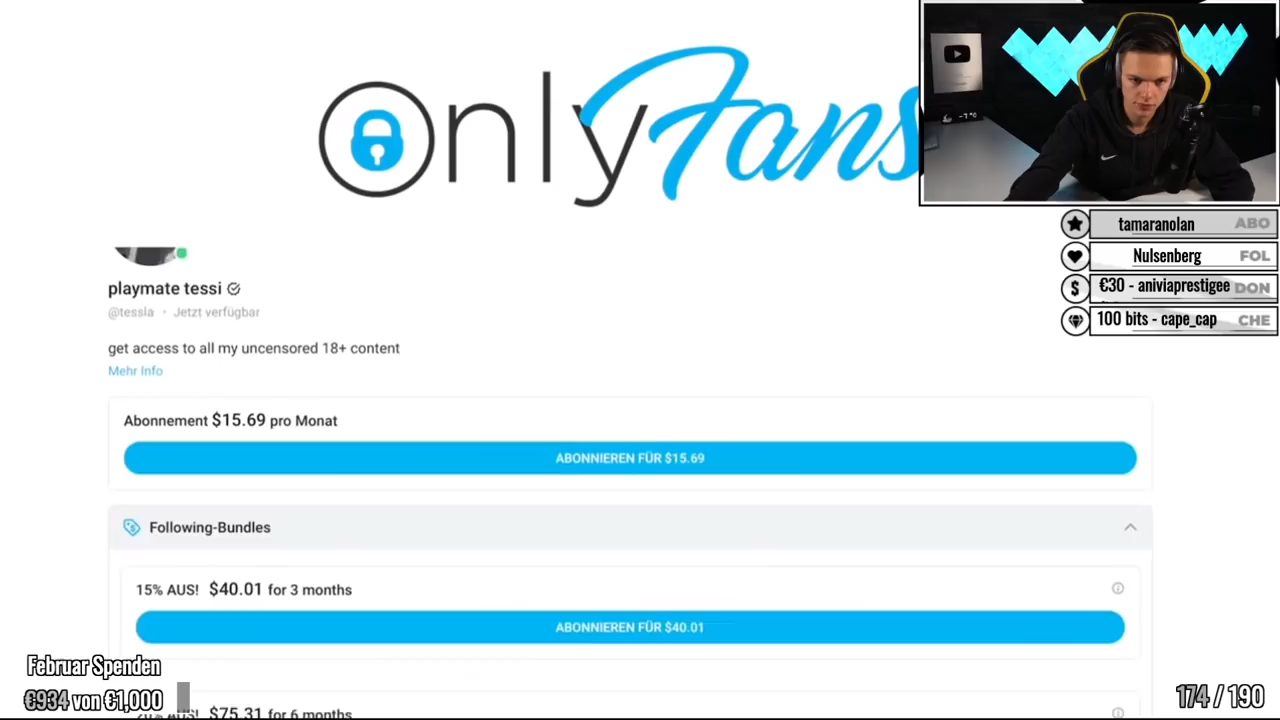 OnlyFans
-7°C
tamaranolan ABO
Nulsenberg FOL
€30 - aniviaprestigee DON
100 bits - cape_cap CHE
playmate tessi
@tessla • Jetzt verfügbar
get access to all my uncensored 18+ content
Mehr Info
Abonnement $15.69 pro Monat
ABONNIEREN FÜR $15.69
Following-Bundles
15% AUS! $40.01 for 3 months
ABONNIEREN FÜR $40.01
20% AUS! $75.31 for 6 months
Februar Spenden
€934 von €1,000
174 / 190